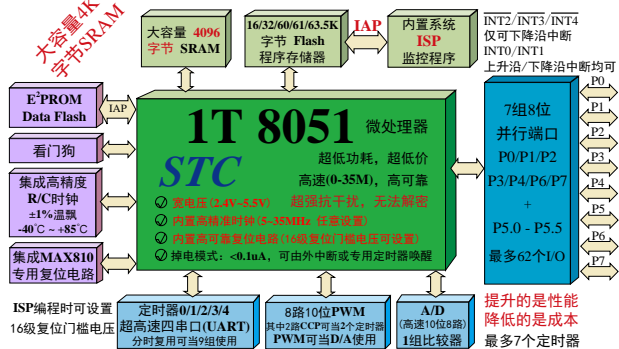 大容量4K
字节SRAM
大容量 4096
字节 SRAM
16/32/60/61/63.5K
字节 Flash
程序存储器
IAP
内置系统
ISP
监控程序
INT2/INT3/INT4
仅可下降沿中断
INT0/INT1
上升沿/下降沿中断均可
E²PROM
Data Flash
IAP
看门狗
集成高精度
R/C时钟
±1%温飘
-40℃ ~ +85℃
集成MAX810
专用复位电路
1T 8051 微处理器
STC
超低功耗，超低价
高速(0-35M)，高可靠
宽电压(2.4V~5.5V) 超强抗干扰，无法解密
内置高精准时钟(5~35MHz 任意设置)
内置高可靠复位电路(16级复位门槛电压可设置)
掉电模式：<0.1uA，可由外中断或专用定时器唤醒
7组8位
并行端口
P0/P1/P2
P3/P4/P6/P7
+
P5.0 - P5.5
最多62个I/O
P0
P1
P2
P3
P4
P5
P6
P7
ISP编程时可设置
16级复位门槛电压
定时器0/1/2/3/4
超高速四串口(UART)
分时复用可当9组使用
8路10位PWM
其中2路CCP可当2个定时器
PWM可当D/A使用
A/D
(高速10位8路)
1组比较器
提升的是性能
降低的是成本
最多7个定时器